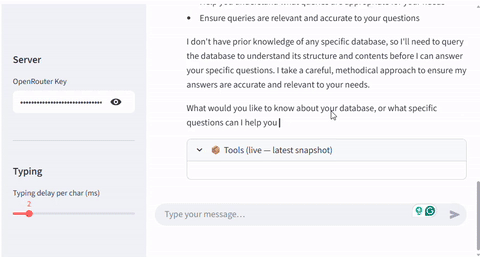 Server
OpenRouter Key
••••••••••••••••••••••••••••••
Typing
Typing delay per char (ms)
2
Ensure queries are relevant and accurate to your questions
I don't have prior knowledge of any specific database, so I'll need to query
the database to understand its structure and contents before I can answer
your specific questions. I take a careful, methodical approach to ensure my
answers are accurate and relevant to your needs.
What would you like to know about your database, or what specific
questions can I help you
Tools (live — latest snapshot)
Type your message...